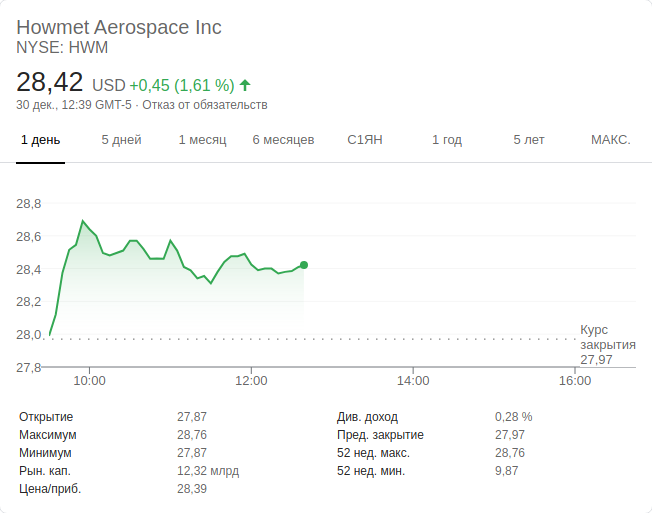 Howmet Aerospace Inc
NYSE: HWM
28,42 USD +0,45 (1,61 %)
30 дек., 12:39 GMT-5 · Отказ от обязательств
1 день 5 дней 1 месяц 6 месяцев С1ЯН 1 год 5 лет МАКС.
28,8
28,6
28,4
28,2
28,0
27,8
Курс
закрытия
27,97
10:00 12:00 14:00 16:00
Открытие 27,87
Максимум 28,76
Минимум 27,87
Рын. кап. 12,32 млрд
Цена/приб. 28,39
Див. доход 0,28 %
Пред. закрытие 27,97
52 нед. макс. 28,76
52 нед. мин. 9,87